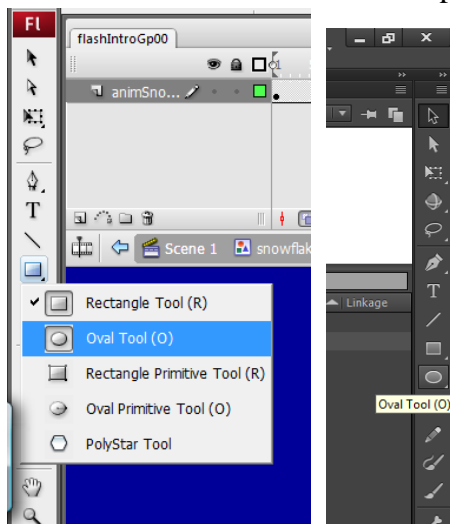 Fl
flashIntroGp00
1
animSno...
T
Scene 1 snowflak
Rectangle Tool (R)
Oval Tool (O)
Rectangle Primitive Tool (R)
Oval Primitive Tool (O)
PolyStar Tool
Linkage
T
Oval Tool (O)